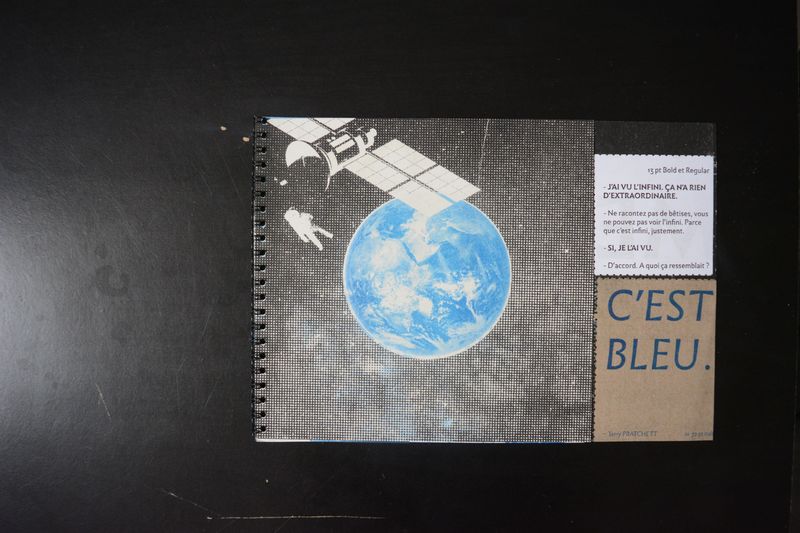 13 pt Bold et Regular
- J'AI VU L'INFINI. ÇA N'A RIEN
D'EXTRAORDINAIRE.
- Ne racontez pas de bêtises, vous
ne pouvez pas voir l'infini. Parce
que c'est infini, justement.
- SI, JE L'AI VU.
- D'accord. A quoi ça ressemblait ?
C'EST
BLEU.
- Terry PRATCHETT